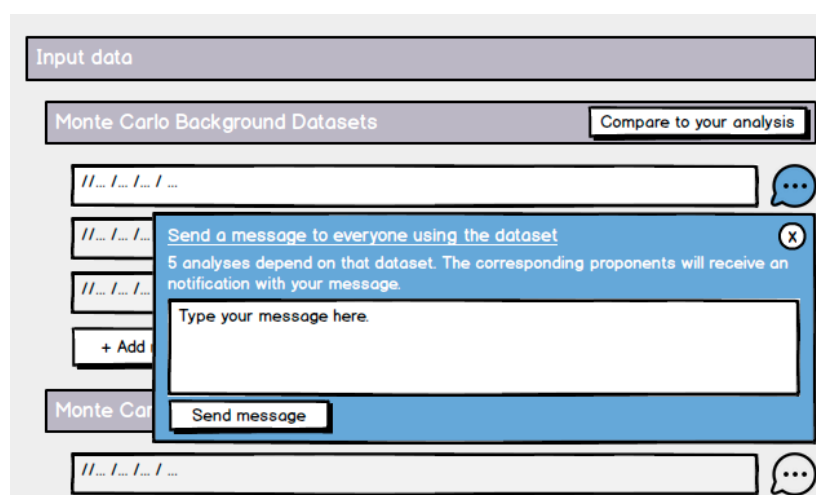 Input data
Monte Carlo Background Datasets
Compare to your analysis
//... /... /... / ...
//... /... /...
Send a message to everyone using the dataset
X
5 analyses depend on that dataset. The corresponding proponents will receive an
notification with your message.
//... /... /...
Type your message here.
+ Add
Monte Car
Send message
//... /... /... / ...